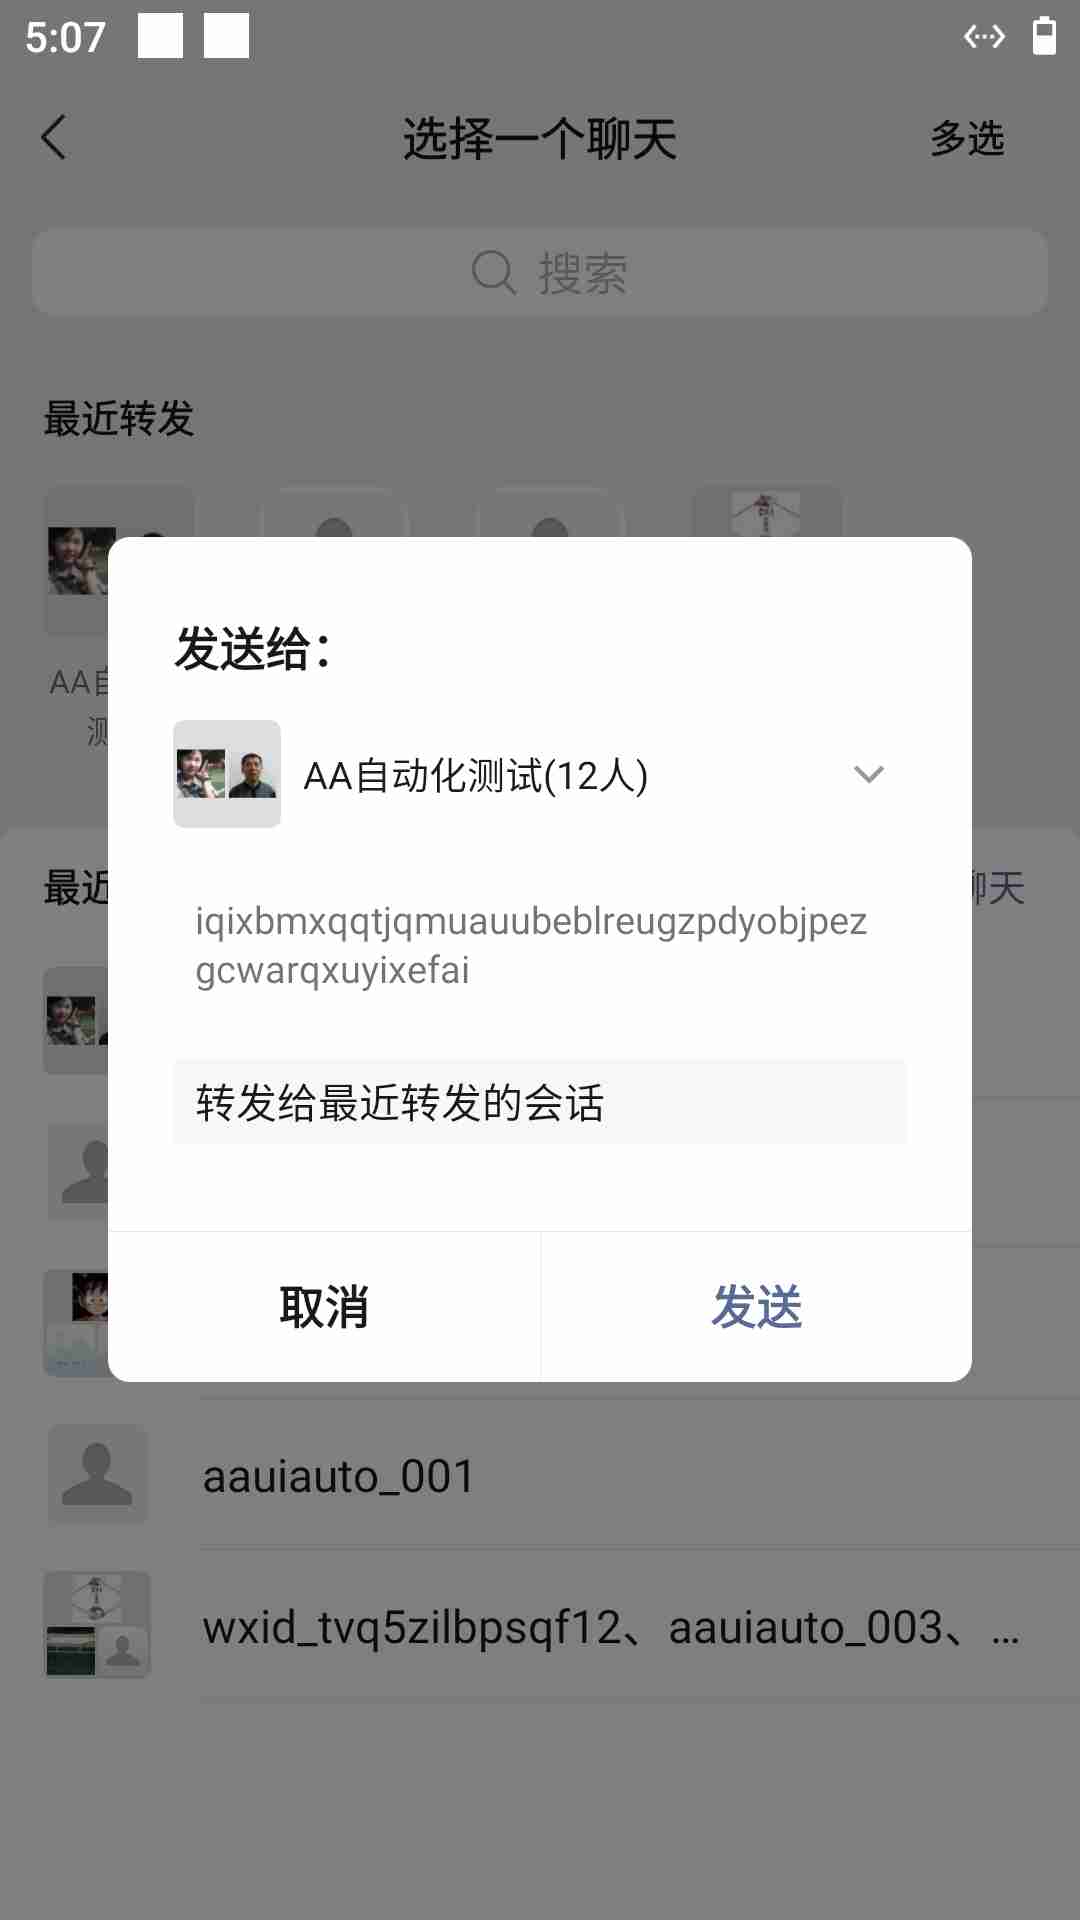 5:07
选择一个聊天
多选
搜索
最近转发
AA自
测
发送给：
AA自动化测试(12人)
最近
聊天
iqixbmxqqtjqmuauubeblreugzpdyobjpez
gcwarqxuyixefai
转发给最近转发的会话
取消
发送
aauiauto_001
wxid_tvq5zilbpsqf12、aauiauto_003、...